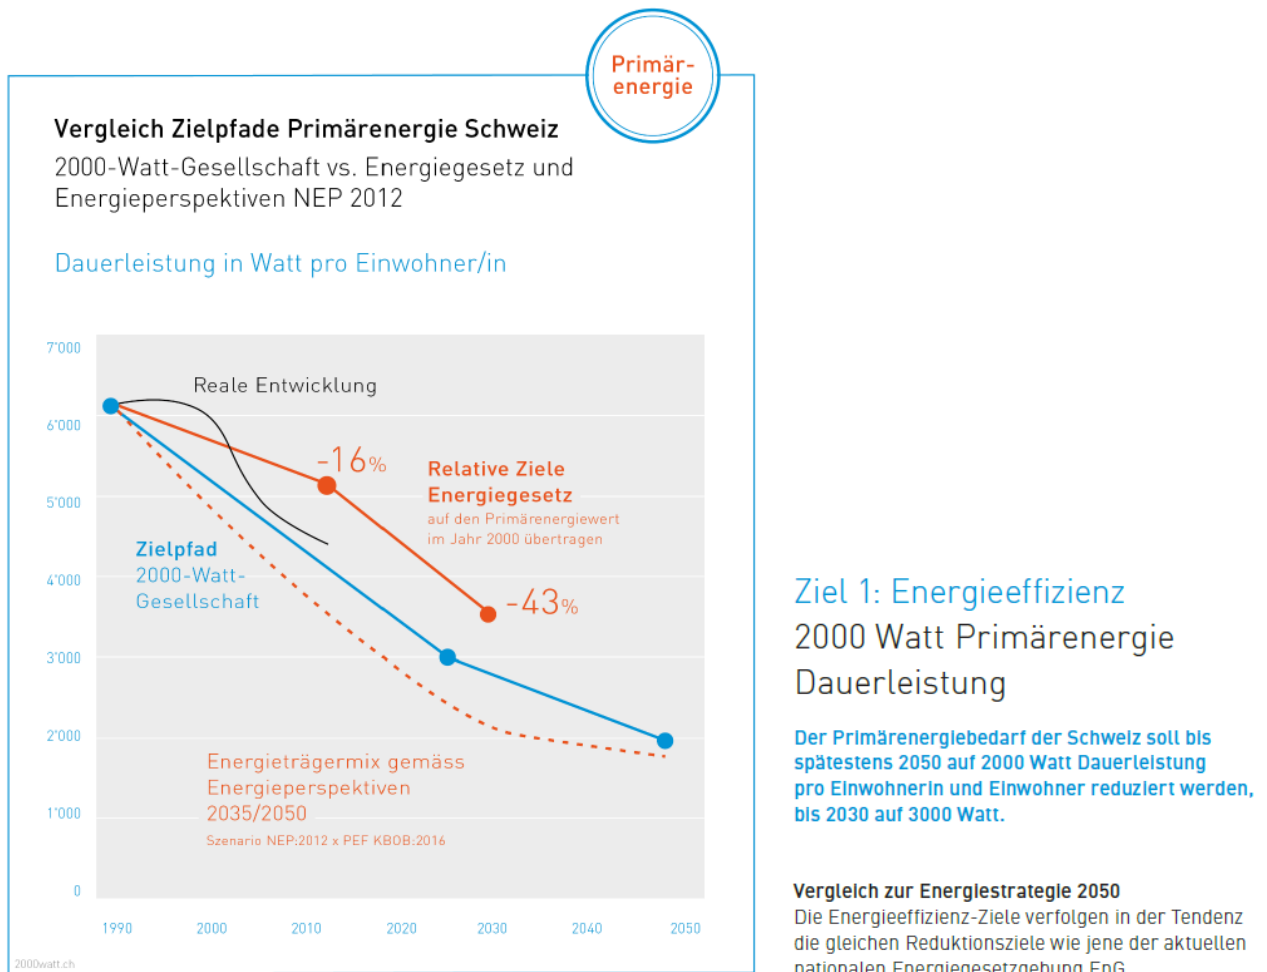 Primär-
energie
Vergleich Zielpfade Primärenergie Schweiz
2000-Watt-Gesellschaft vs. Energiegesetz und
Energieperspektiven NEP 2012
Dauerleistung in Watt pro Einwohner/in
7'000
6'000
5'000
4'000
3'000
2'000
1'000
0
Reale Entwicklung
-16%
Relative Ziele
Energiegesetz
auf den Primärenergiewert
im Jahr 2000 übertragen
Zielpfad
2000-Watt-
Gesellschaft
-43%
Energieträgermix gemäss
Energieperspektiven
2035/2050
Szenario NEP:2012 x PEF KBOB:2016
1990 2000 2010 2020 2030 2040 2050
2000watt.ch
Ziel 1: Energieeffizienz
2000 Watt Primärenergie
Dauerleistung
Der Primärenergiebedarf der Schweiz soll bis
spätestens 2050 auf 2000 Watt Dauerleistung
pro Einwohnerin und Einwohner reduziert werden,
bis 2030 auf 3000 Watt.
Vergleich zur Energiestrategie 2050
Die Energieeffizienz-Ziele verfolgen in der Tendenz
die gleichen Reduktionsziele wie jene der aktuellen
nationalen Energiegesetzgebung EnG